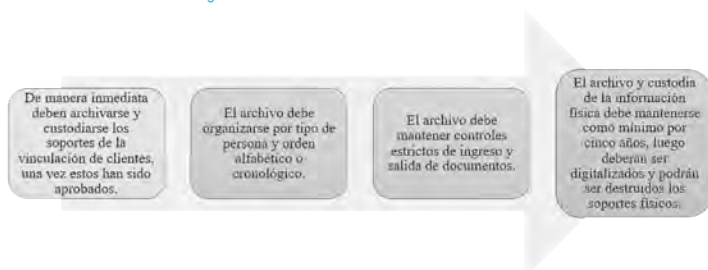 De manera inmediata
deben archivarse y
custodiarse los
soportes de la
vinculación de clientes,
una vez estos han sido
aprobados.
El archivo debe
organizarse por tipo de
persona y orden
alfabético o
cronológico.
El archivo debe
mantener controles
estrictos de ingreso y
salida de documentos.
El archivo y custodia
de la información
física debe mantenerse
como mínimo por
cinco años, luego
deberán ser
digitalizados y podrán
ser destruidos los
soportes físicos.